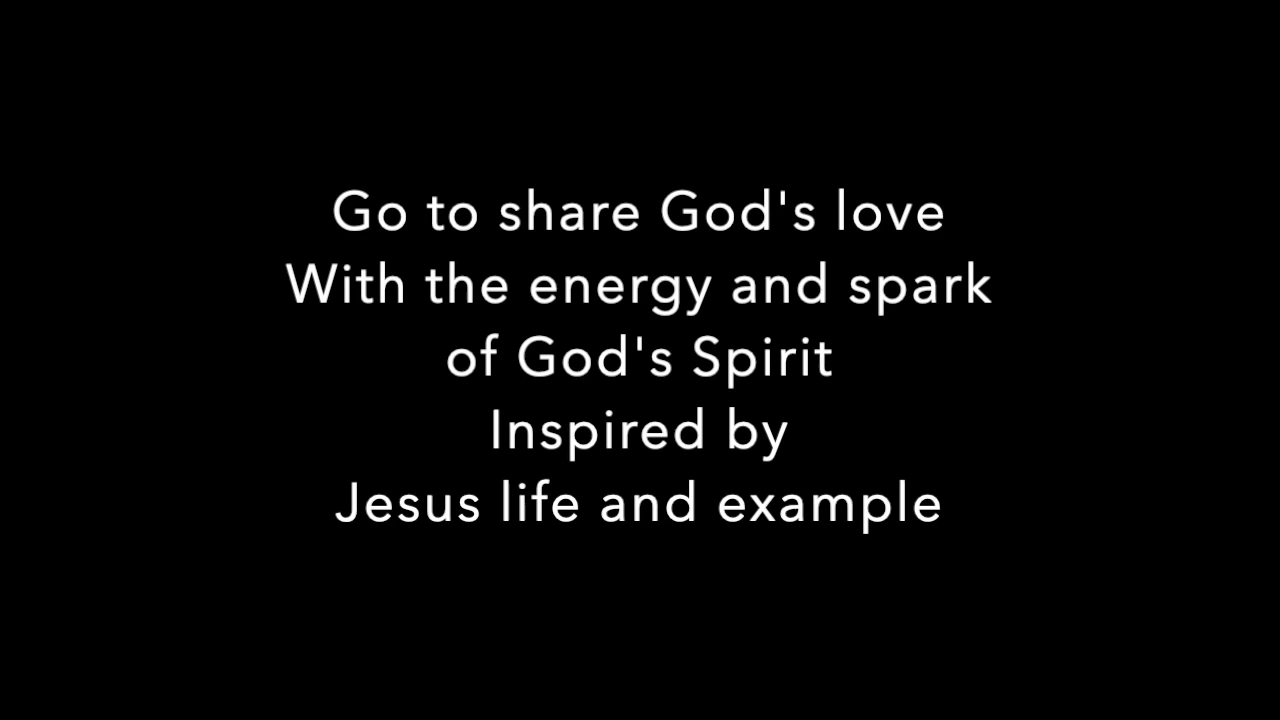 Go to share God's love
With the energy and spark
of God's Spirit
Inspired by
Jesus life and example